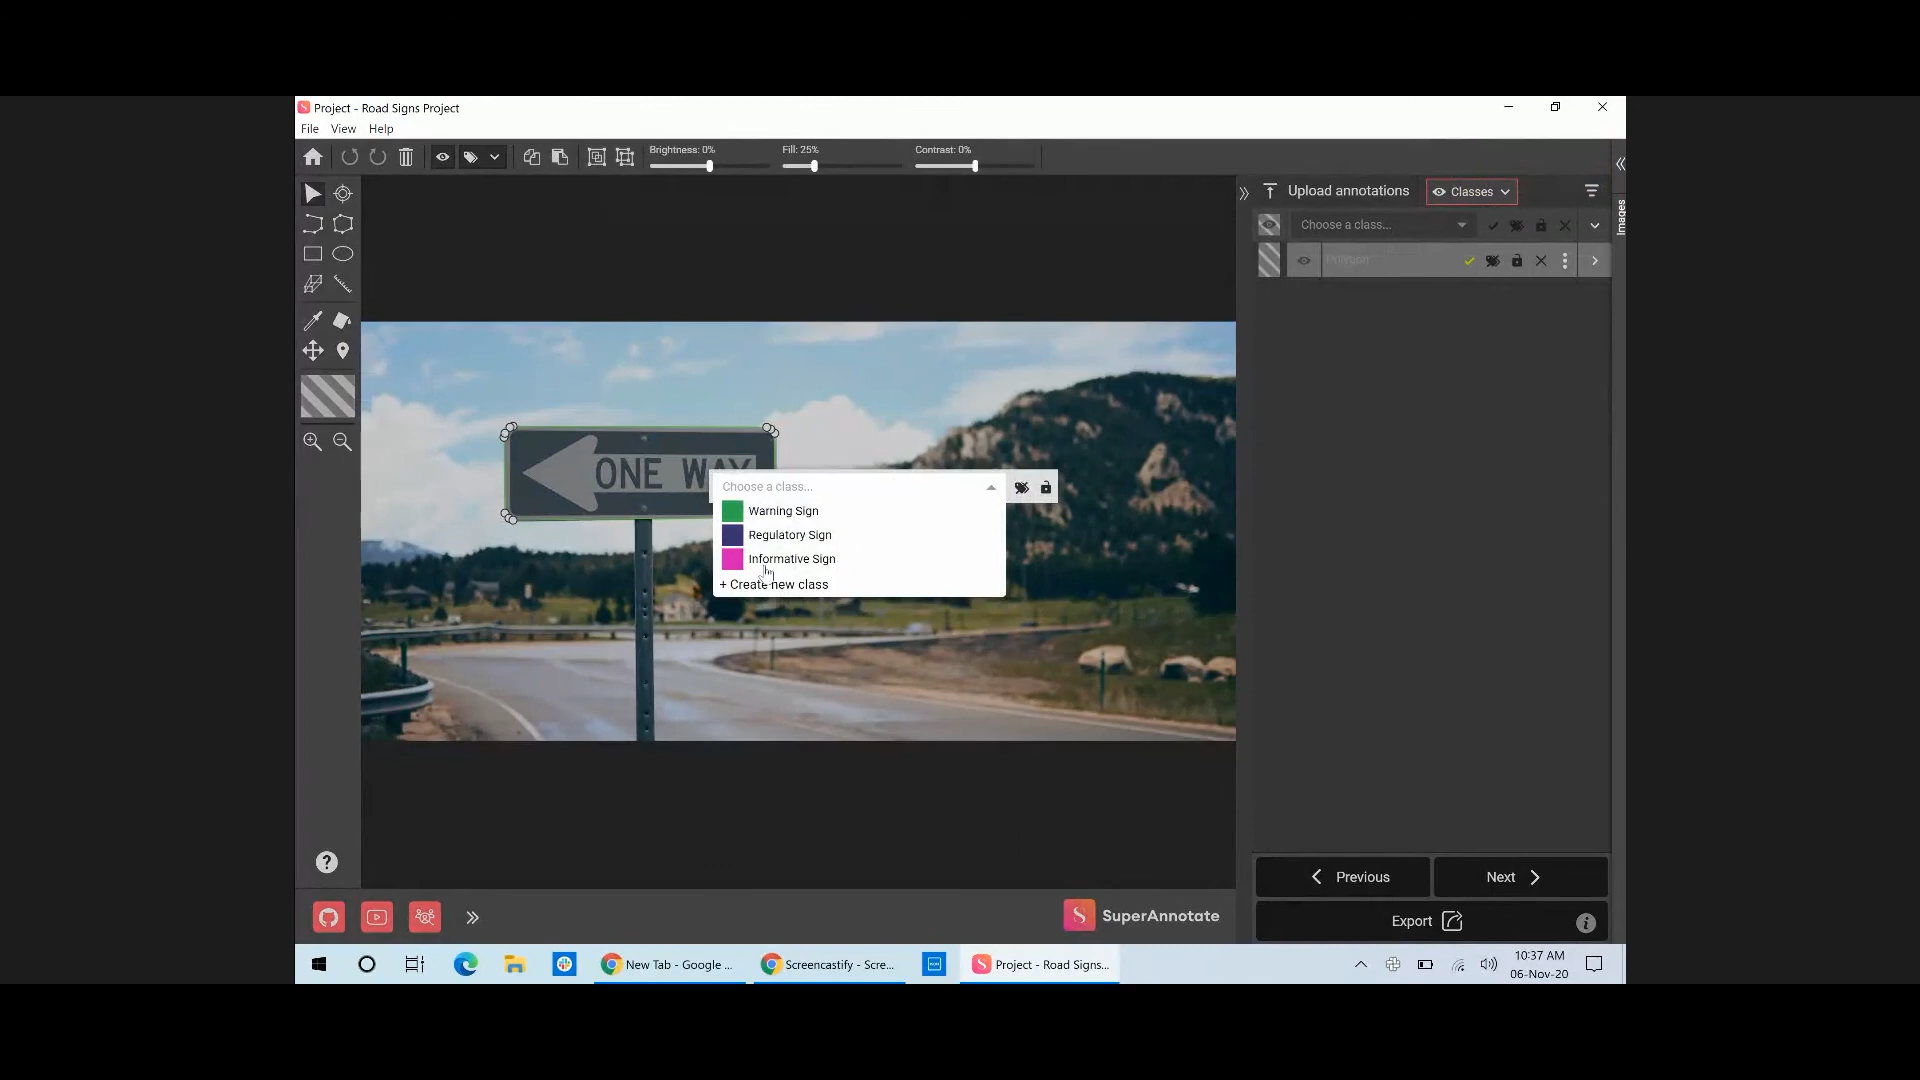 Project - Road Signs Project
File View Help
Brightness: 0% Fill: 25% Contrast: 0%
Upload annotations Classes
Images
Choose a class...
Polygon
ONE WAY
Choose a class...
Warning Sign
Regulatory Sign
Informative Sign
+ Create new class
Previous Next
SuperAnnotate
Export
New Tab - Google ...
Screencastify - Scre...
Project - Road Signs...
10:37 AM
06-Nov-20